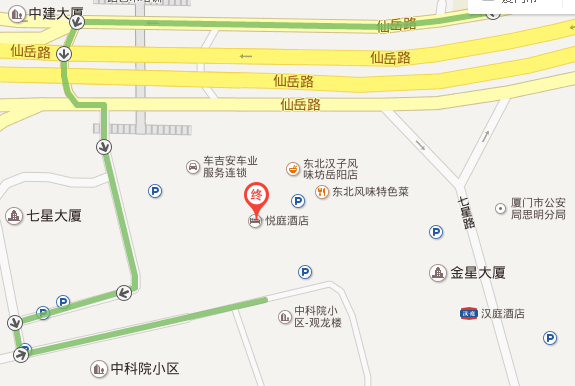 中建大厦
仙岳路
仙岳路
仙岳路
仙岳路
仙岳路
车吉安车业
服务连锁
东北汉子风
味坊岳阳店
东北风味特色菜
终
悦庭酒店
七星大厦
七星路
厦门市公安
局思明分局
P
P
P
P
P
P
P
金星大厦
汉庭酒店
中科院小
区-观龙楼
中科院小区